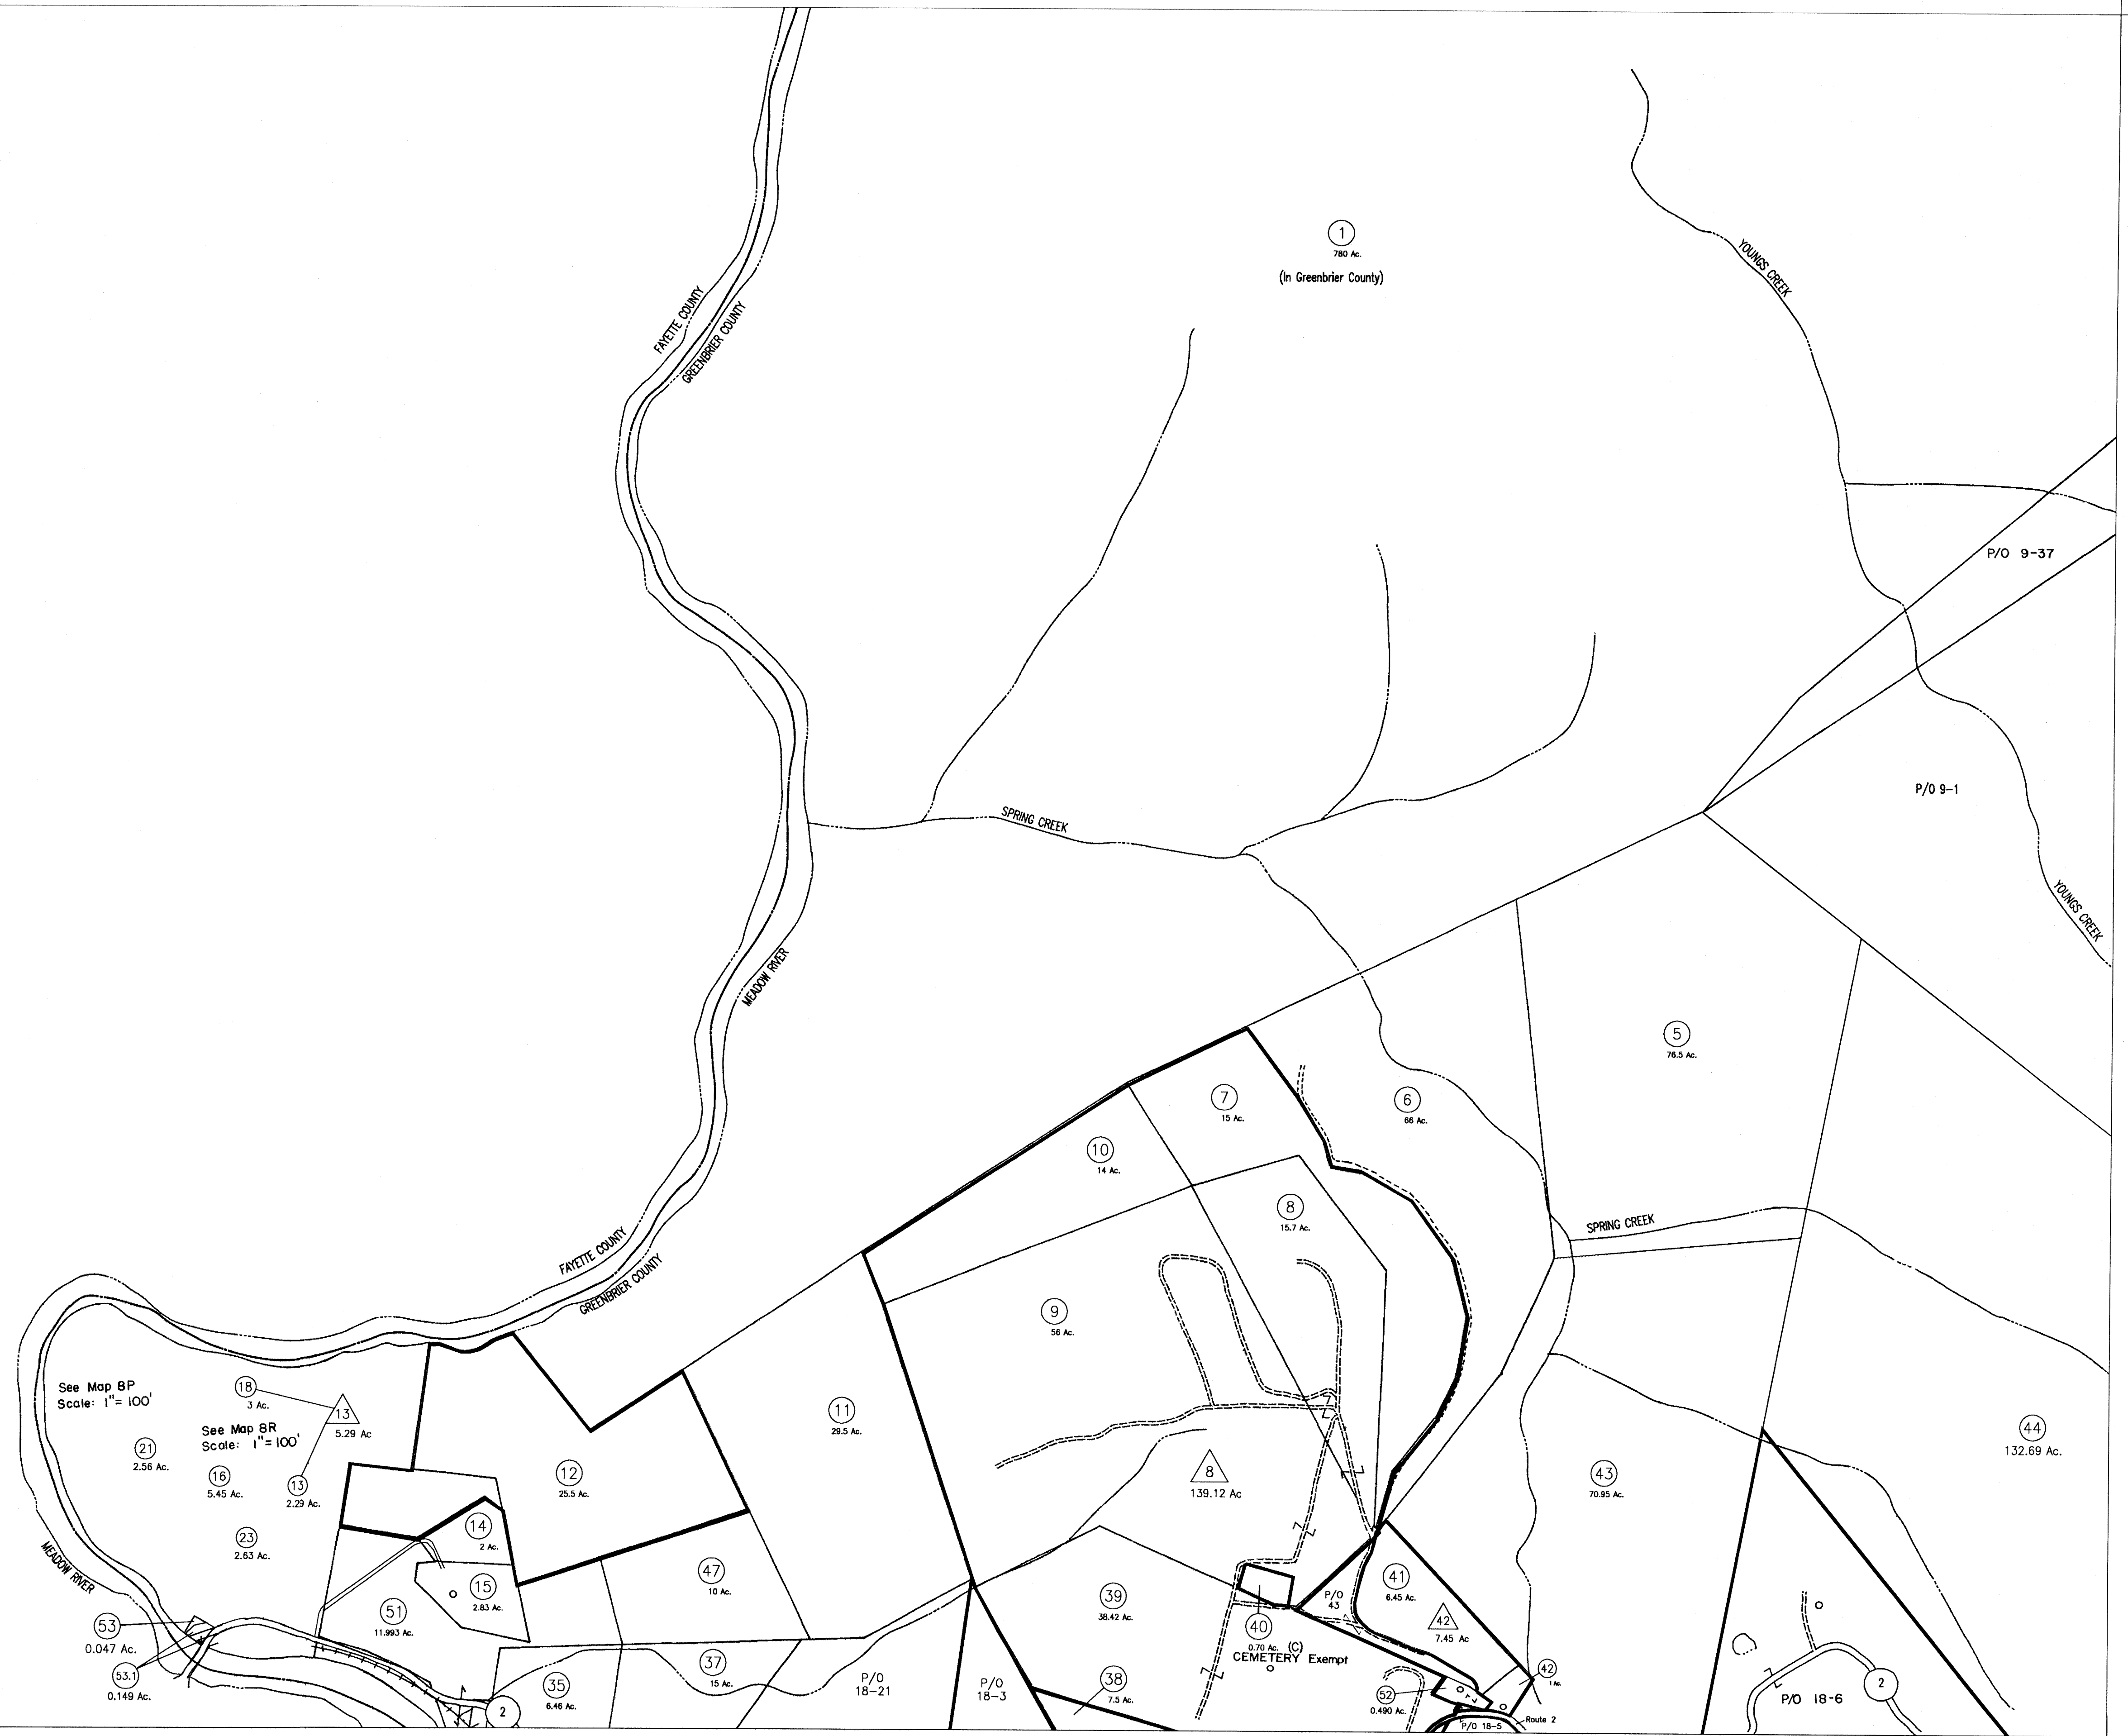 1
780 Ac.
(In Greenbrier County)
YOUNGS CREEK
FAYETTE COUNTY
GREENBRIER COUNTY
P/O 9-37
P/O 9-1
SPRING CREEK
YOUNGS CREEK
MEADOW RIVER
5
76.5 Ac.
7
15 Ac.
6
66 Ac.
10
14 Ac.
8
15.7 Ac.
SPRING CREEK
FAYETTE COUNTY
GREENBRIER COUNTY
9
56 Ac.
See Map 8P
Scale: 1"= 100'
18
3 Ac.
13
5.29 Ac
See Map 8R
Scale: 1"=100'
11
29.5 Ac.
44
132.69 Ac.
21
2.56 Ac.
16
5.45 Ac.
13
2.29 Ac.
12
25.5 Ac.
8
139.12 Ac
43
70.95 Ac.
14
2 Ac.
23
2.63 Ac.
MEADOW RIVER
15
2.83 Ac.
47
10 Ac.
41
6.45 Ac.
P/O
43
39
38.42 Ac.
51
11.993 Ac.
42
7.45 Ac
53
0.047 Ac.
40
0.70 Ac. (C)
CEMETERY Exempt
53.1
0.149 Ac.
37
15 Ac.
35
6.46 Ac.
P/O
18-21
P/O
18-3
38
7.5 Ac.
42
1 Ac.
52
0.490 Ac.
2
P/O 18-6
2
Route 2
P/O 18-5